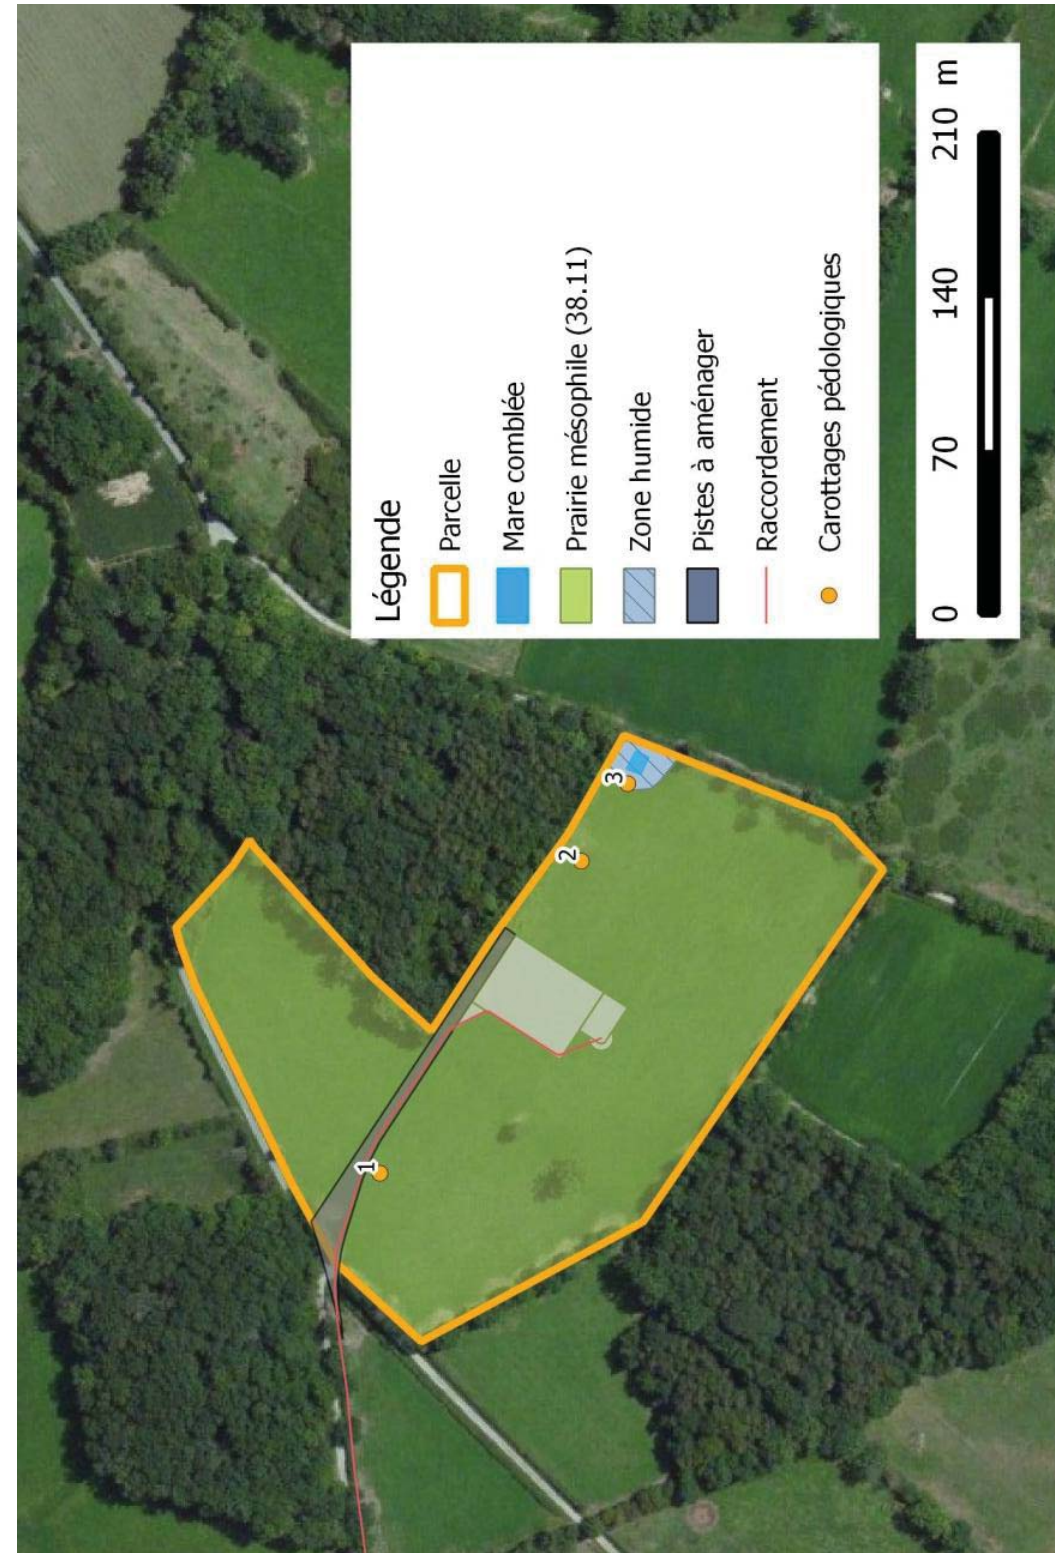 Légende
Parcelle
Mare comblée
Prairie mésophile (38.11)
Zone humide
Pistes à aménager
Raccordement
Carottages pédologiques
0 70 140 210 m
1
2
3